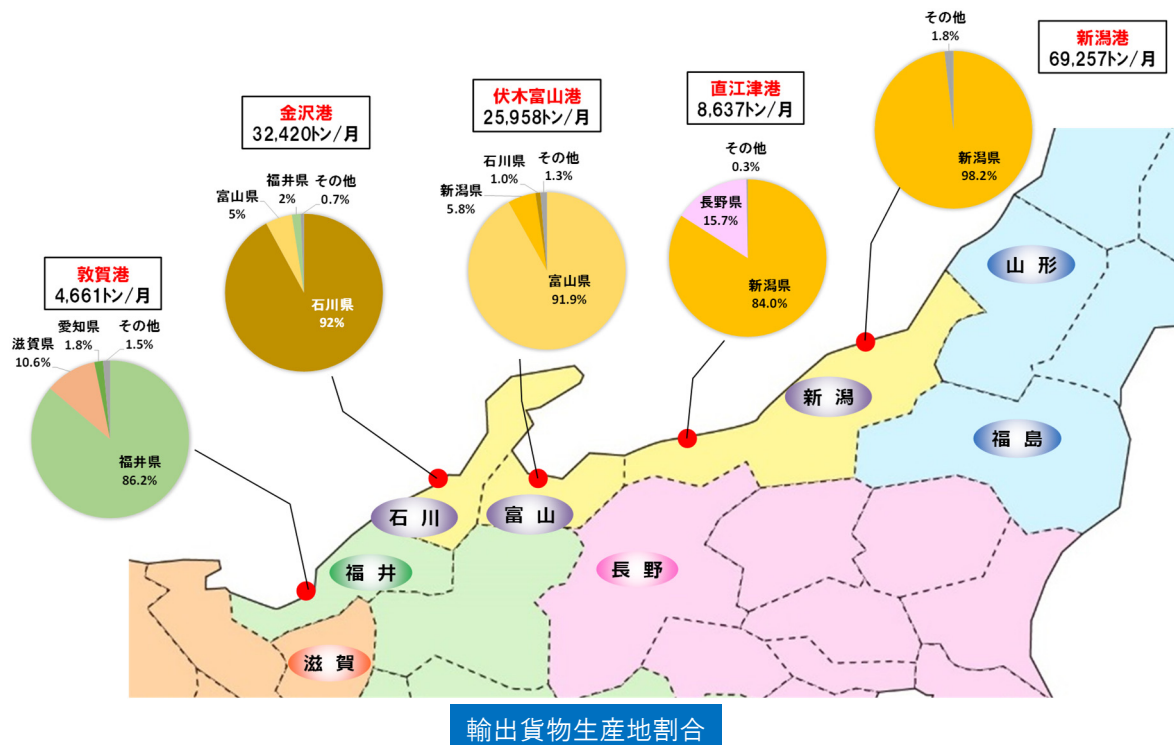 新潟港
69,257トン/月
その他
1.8%
新潟県
98.2%
直江津港
8,637トン/月
その他
0.3%
長野県
15.7%
新潟県
84.0%
伏木富山港
25,958トン/月
石川県
1.0%
その他
1.3%
新潟県
5.8%
富山県
91.9%
金沢港
32,420トン/月
富山県
5%
福井県
2%
その他
0.7%
石川県
92%
敦賀港
4,661トン/月
滋賀県
10.6%
愛知県
1.8%
その他
1.5%
福井県
86.2%
山形
新潟
福島
石川
富山
福井
長野
滋賀
輸出貨物生産地割合